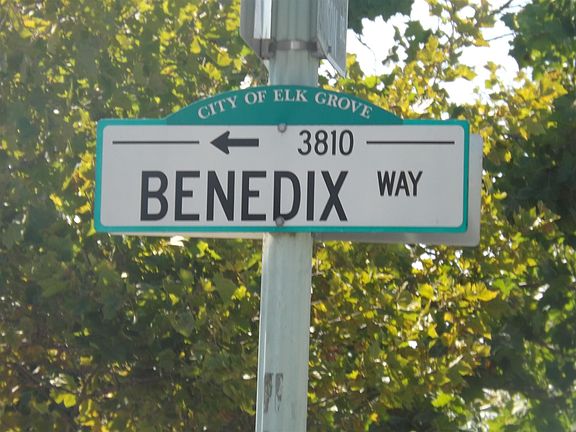 CITY OF ELK GROVE
← 3810
BENEDIX WAY